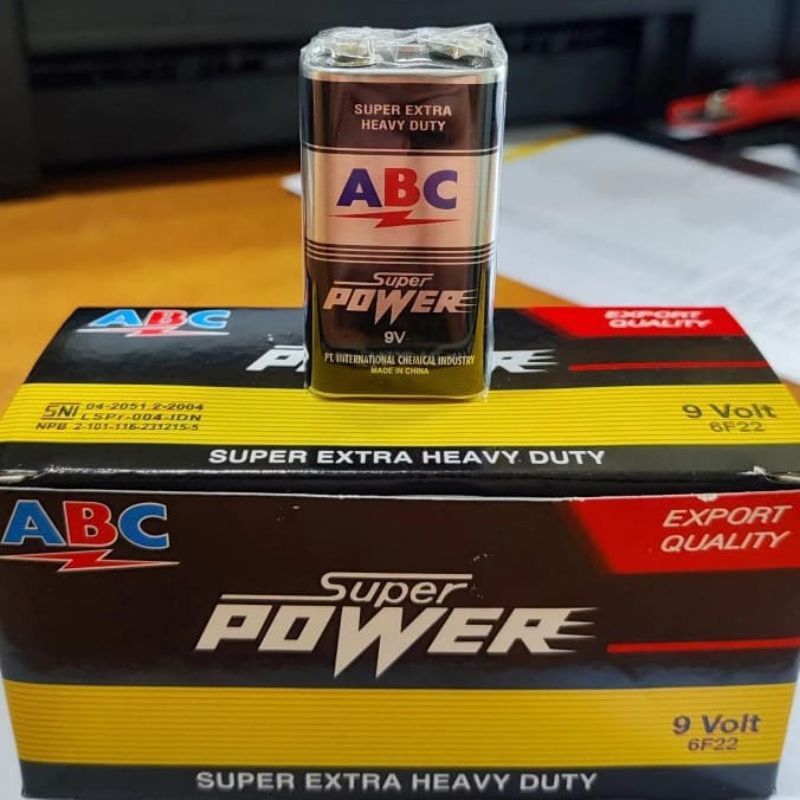 SUPER EXTRA
HEAVY DUTY
ABC
Super
POWER
9V
PT. INTERNATIONAL CHEMICAL INDUSTRY
MADE IN CHINA
ABC
EXPORT
QUALITY
SNI 04-2051.2-2004
LSPr-004-IDN
NPB 2-101-116-231215-5
9 Volt
6F22
SUPER EXTRA HEAVY DUTY
ABC
EXPORT
QUALITY
Super
POWER
9 Volt
6F22
SUPER EXTRA HEAVY DUTY